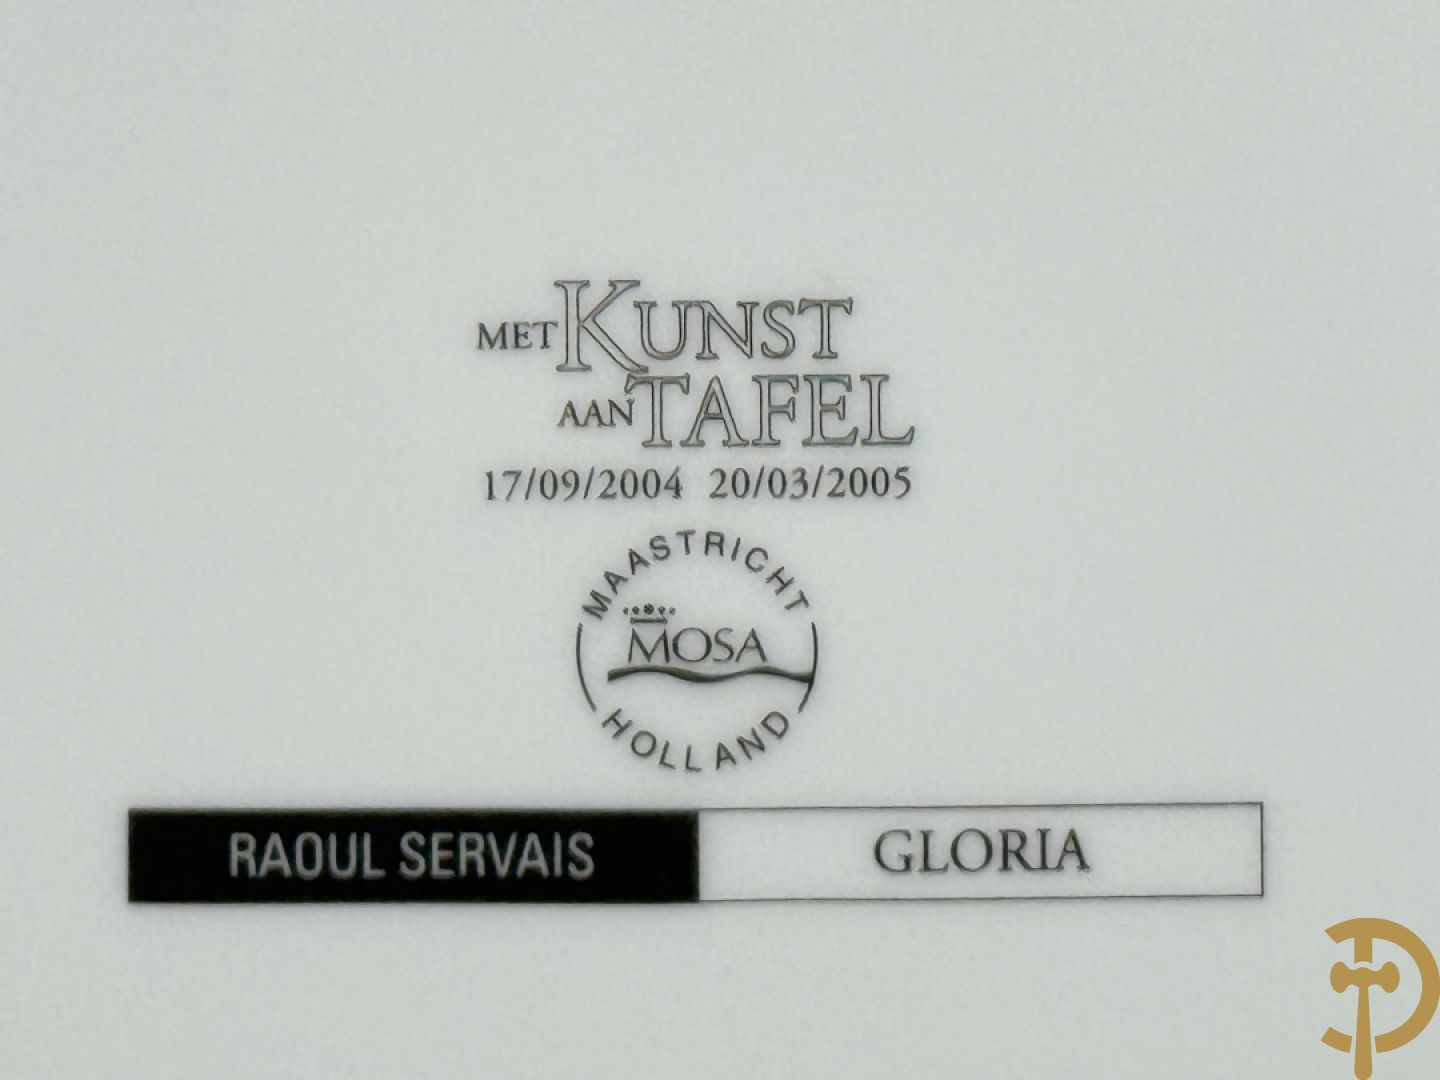 MET KUNST
AAN TAFEL
17/09/2004 20/03/2005
MAASTRICHT
MOSA
HOLLAND
RAOUL SERVAIS GLORIA